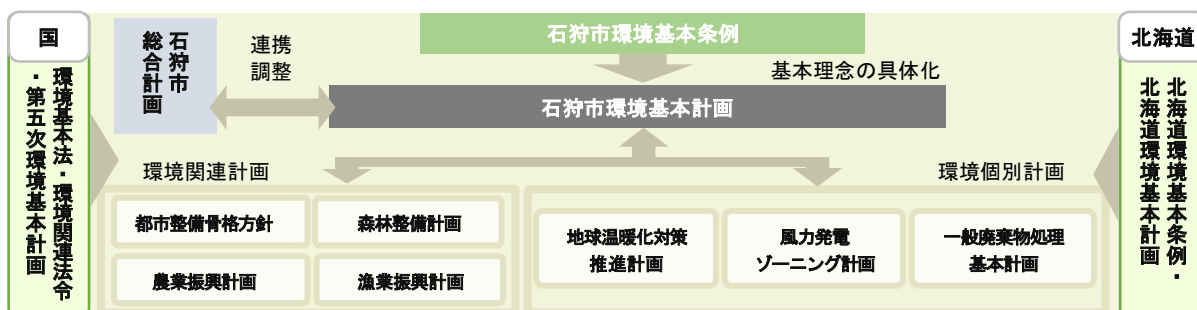 国
環境基本法・環境関連法令
・第五次環境基本計画
石狩市
総合計画
連携
調整
石狩市環境基本条例
基本理念の具体化
石狩市環境基本計画
環境関連計画
都市整備骨格方針
森林整備計画
農業振興計画
漁業振興計画
環境個別計画
地球温暖化対策
推進計画
風力発電
ゾーニング計画
一般廃棄物処理
基本計画
北海道
北海道環境基本条例・
北海道環境基本計画